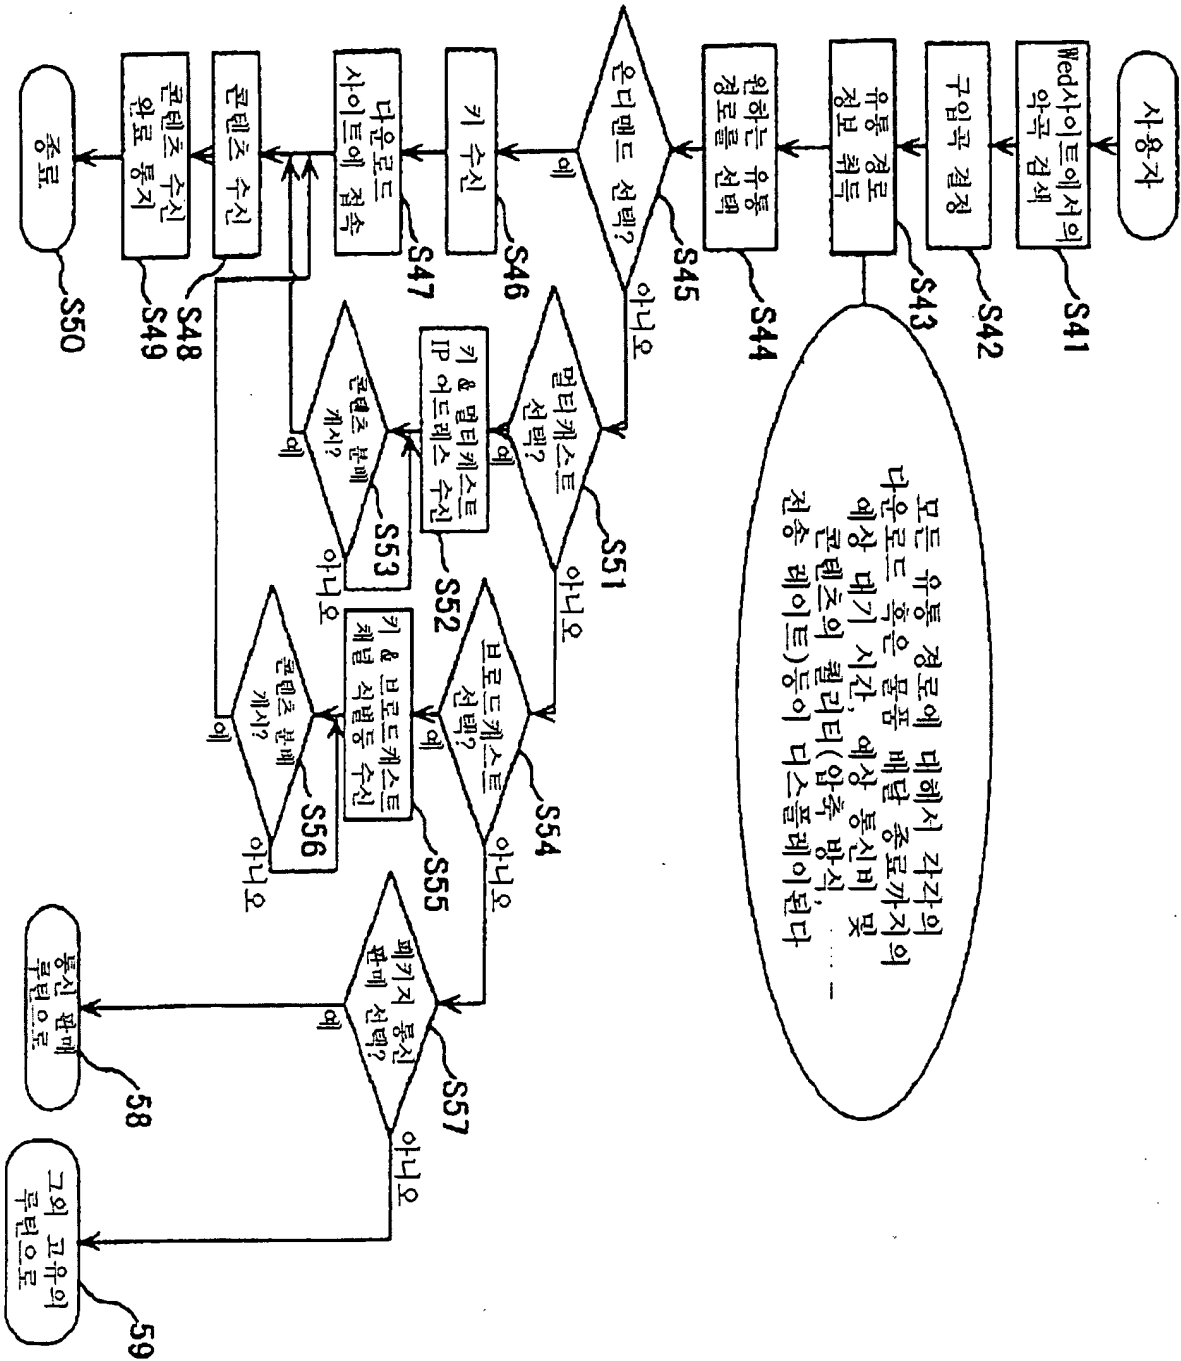 사용자
Wed사이트에서의
악곡 검색
S41
구입곡 결정
S42
유통 경로
정보 취득
S43
모든 유통 경로에 대해서 각각의
다운로드 혹은 물품 배달 종료까지의
예상 대기 시간, 예상 통신비 및
콘텐츠의 퀄리티(압축 방식,
전송 레이트)등이 디스플레이된다
원하는 유통
경로를 선택
S44
온디맨드 선택?
S45
예
아니오
키 수신
S46
다운로드
사이트에 접속
S47
콘텐츠 수신
S48
콘텐츠 수신
완료 통지
S49
종료
S50
멀티캐스트
선택?
S51
예
아니오
키 & 멀티캐스트
IP 어드레스 수신
S52
콘텐츠 분배
개시?
S53
예
아니오
브로드캐스트
선택?
S54
예
아니오
키 & 브로드캐스트
채널 식별등 수신
S55
콘텐츠 분배
개시?
S56
예
아니오
패키지 통신
판매 선택?
S57
예
아니오
통신 판매
루틴으로
58
그외 고유의
루틴으로
59